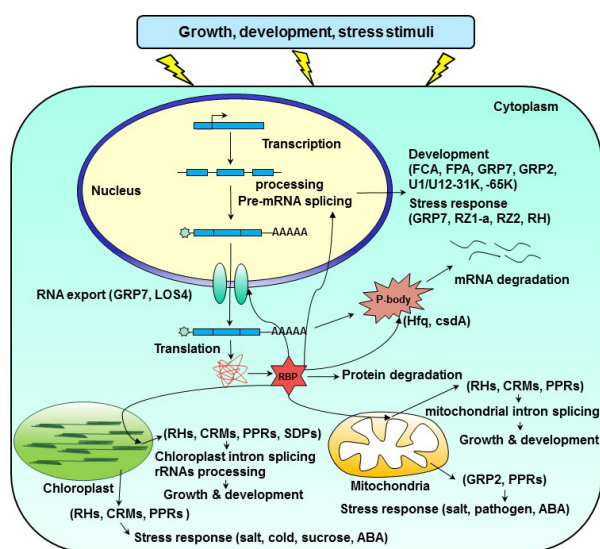 Growth, development, stress stimuli
Cytoplasm
Transcription
Nucleus
processing
Pre-mRNA splicing
AAAAA
Development
(FCA, FPA, GRP7, GRP2,
U1/U12-31K, -65K)
Stress response
(GRP7, RZ1-a, RZ2, RH)
RNA export (GRP7, LOS4)
AAAAA
Translation
P-body
mRNA degradation
(Hfq, csdA)
RBP
Protein degradation
(RHs, CRMs, PPRs)
mitochondrial intron splicing
Growth & development
(RHs, CRMs, PPRs, SDPs)
Chloroplast intron splicing
rRNAs processing
Growth & development
Chloroplast
(RHs, CRMs, PPRs)
Stress response (salt, cold, sucrose, ABA)
Mitochondria
(GRP2, PPRs)
Stress response (salt, pathogen, ABA)